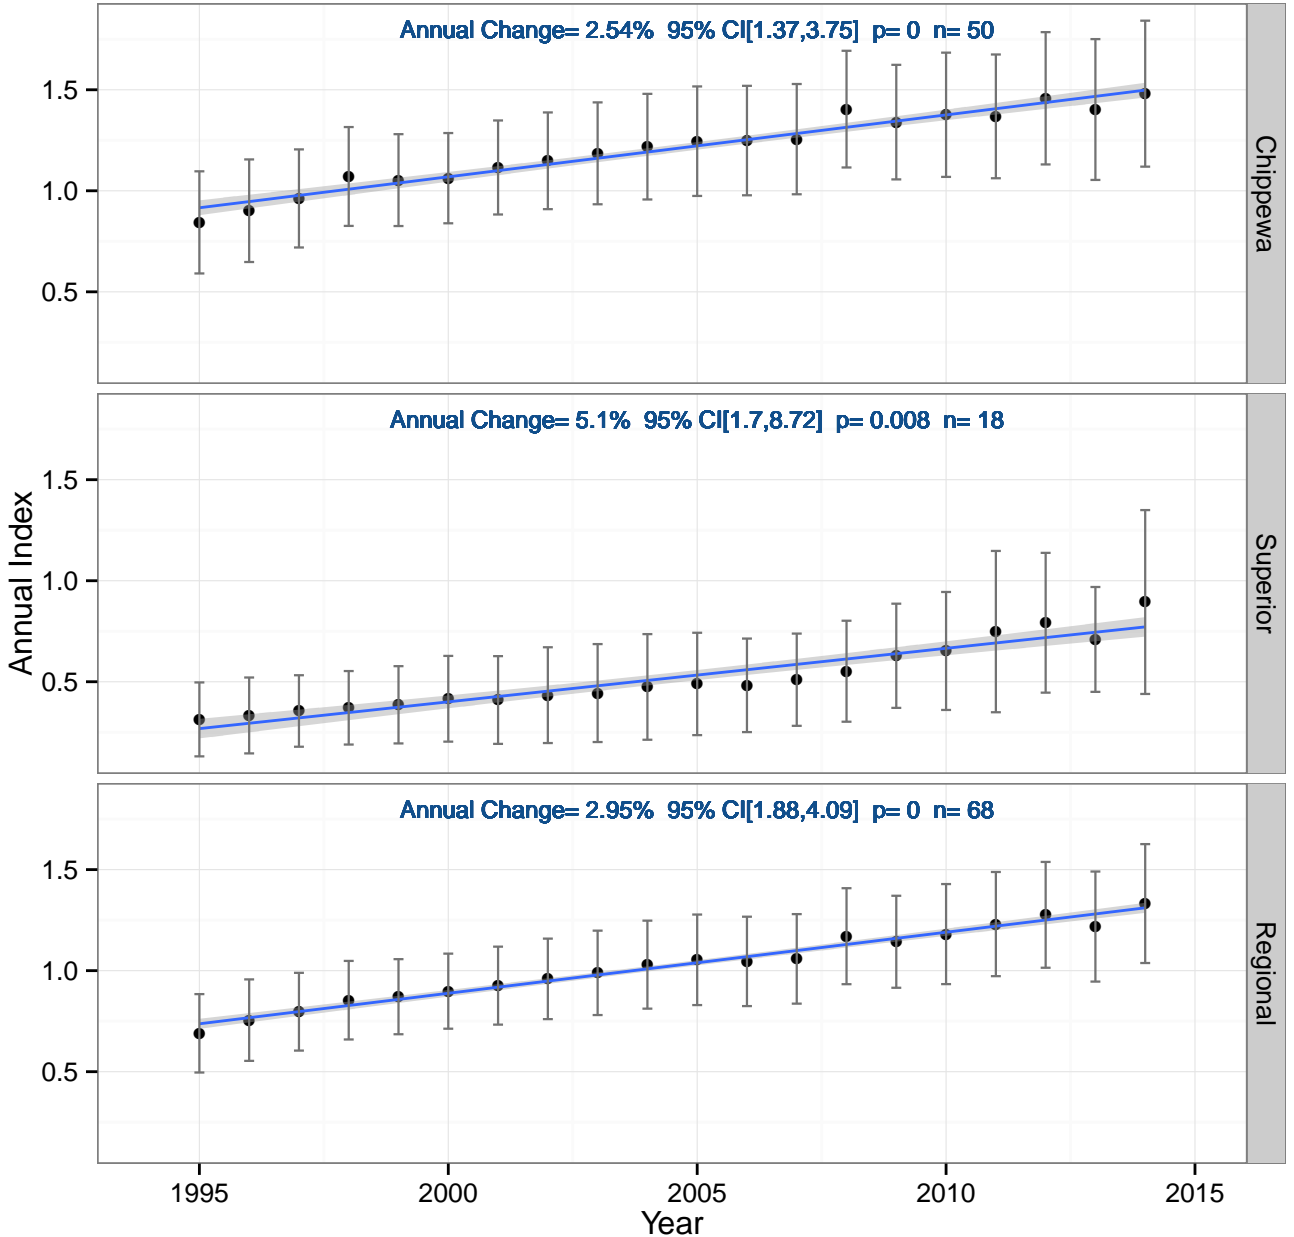 Annual Change= 2.54%  95% CI[1.37,3.75]  p= 0  n= 50
1.5
1.0
0.5
Chippewa
Annual Change= 5.1%  95% CI[1.7,8.72]  p= 0.008  n= 18
1.5
1.0
0.5
Superior
Annual Index
Annual Change= 2.95%  95% CI[1.88,4.09]  p= 0  n= 68
1.5
1.0
0.5
Regional
1995 2000 2005 2010 2015
Year